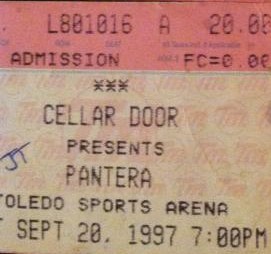 L801016 A 20.00
ADMISSION FC=0.00
***
CELLAR DOOR
JT PRESENTS
PANTERA
TOLEDO SPORTS ARENA
SEPT 20, 1997 7:00PM